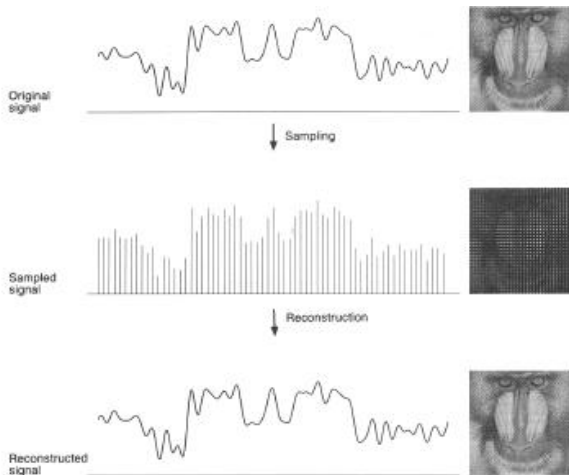 Original
signal
Sampling
Sampled
signal
Reconstruction
Reconstructed
signal